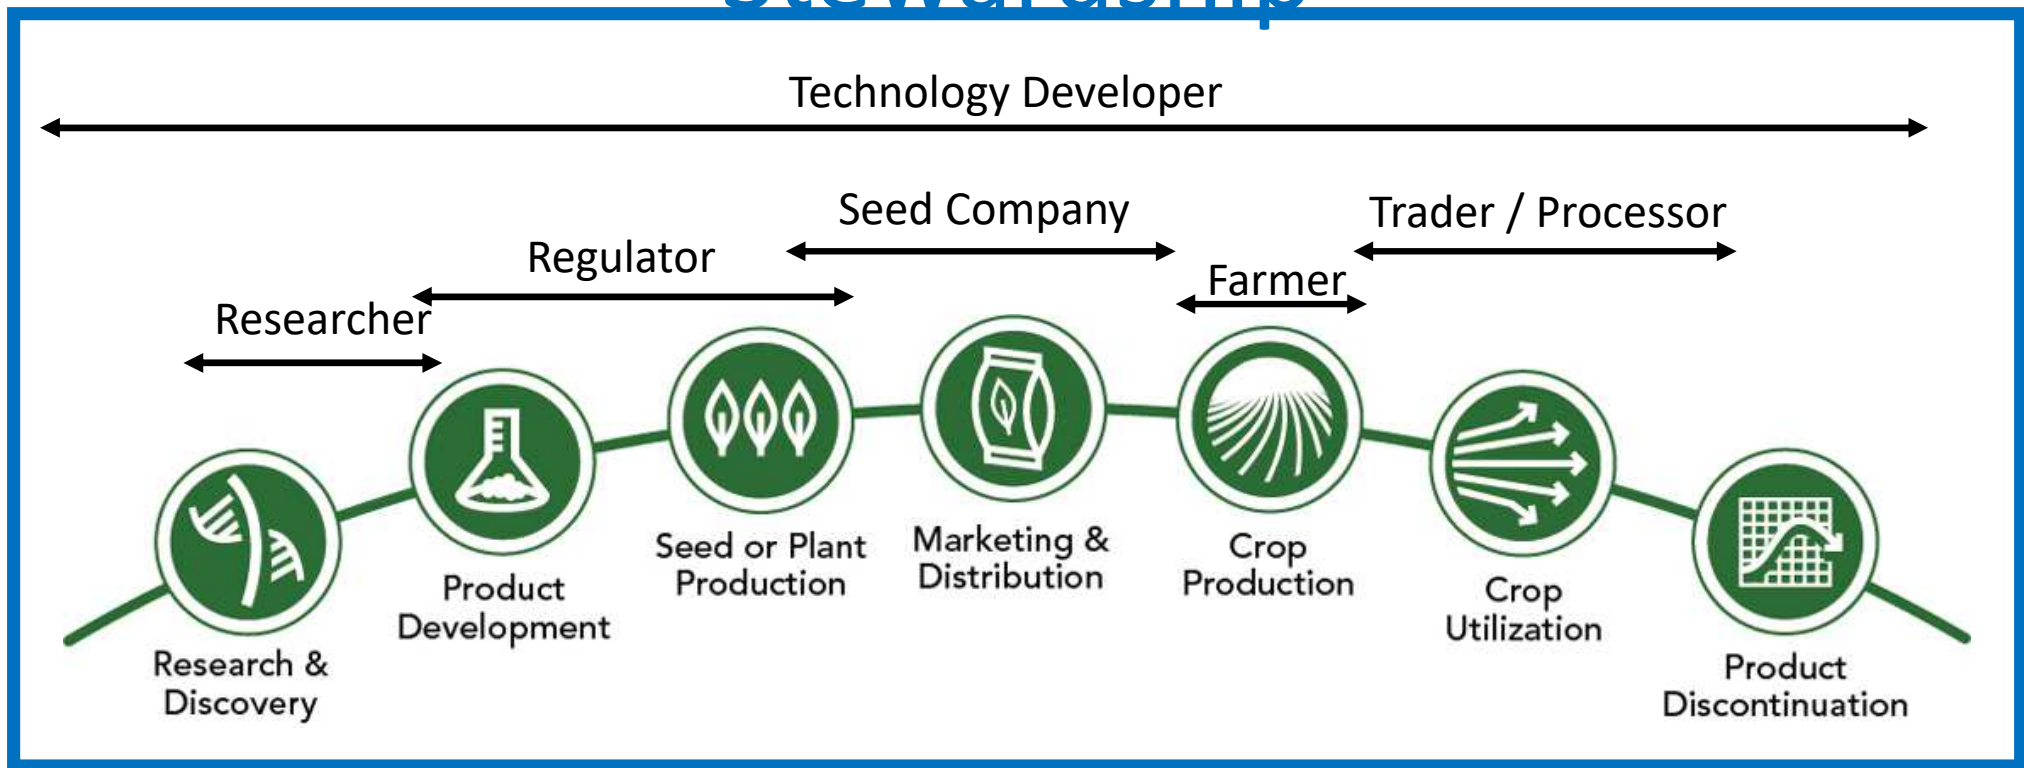 Stewardship
Technology Developer
Seed Company
Trader / Processor
Regulator
Farmer
Researcher
Research &
Discovery
Product
Development
Seed or Plant
Production
Marketing &
Distribution
Crop
Production
Crop
Utilization
Product
Discontinuation